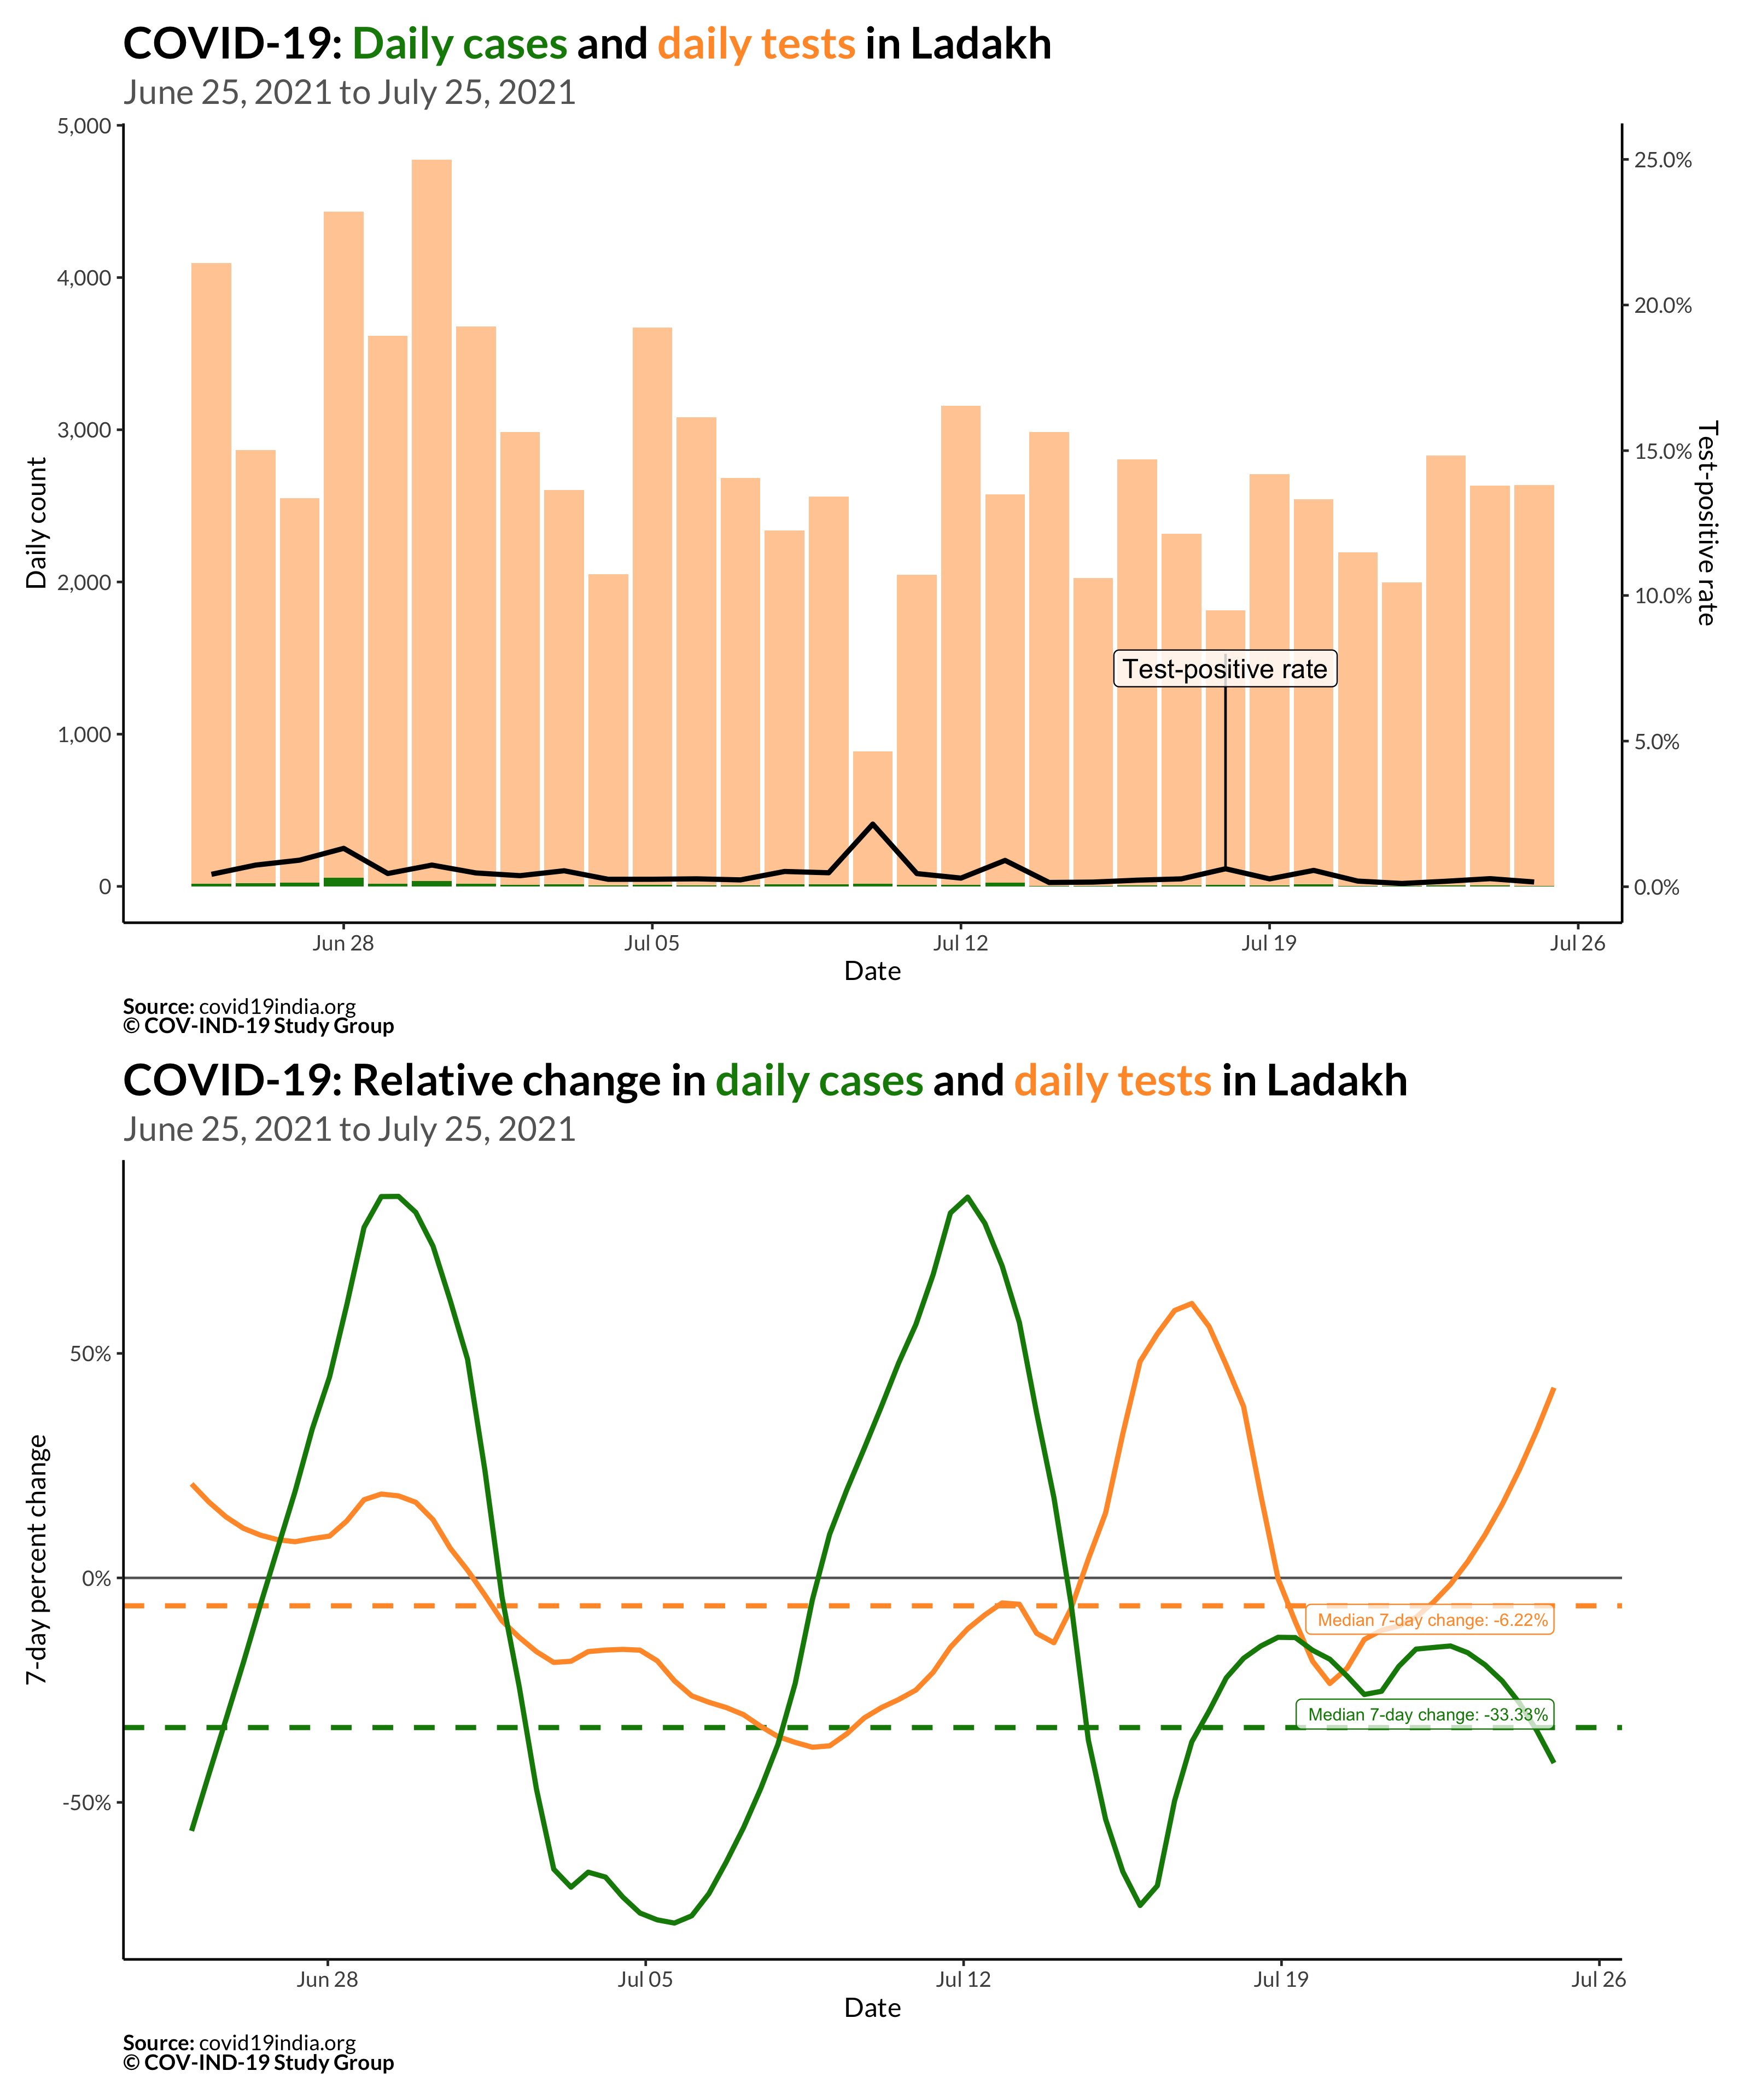 COVID-19: Daily cases and daily tests in Ladakh
June 25, 2021 to July 25, 2021
5,000
4,000
3,000
2,000
1,000
0
Daily count
25.0%
20.0%
15.0%
10.0%
5.0%
0.0%
Test-positive rate
Test-positive rate
Jun 28
Jul 05
Jul 12
Jul 19
Jul 26
Date
Source: covid19india.org
© COV-IND-19 Study Group
COVID-19: Relative change in daily cases and daily tests in Ladakh
June 25, 2021 to July 25, 2021
50%
0%
-50%
7-day percent change
Median 7-day change: -6.22%
Median 7-day change: -33.33%
Jun 28
Jul 05
Jul 12
Jul 19
Jul 26
Date
Source: covid19india.org
© COV-IND-19 Study Group